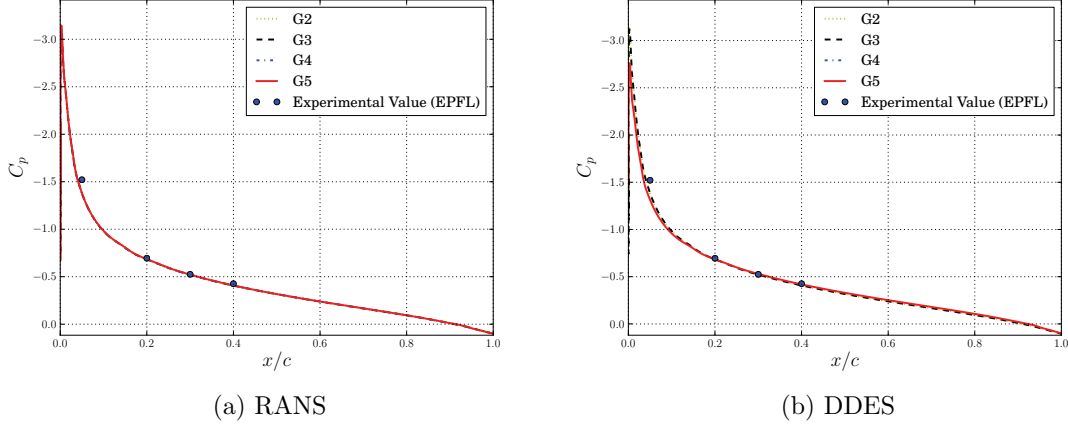 G2
G3
G4
G5
Experimental Value (EPFL)
−3.0
−2.5
−2.0
−1.5
−1.0
−0.5
0.0
C_p
0.0 0.2 0.4 0.6 0.8 1.0
x/c
(a) RANS
G2
G3
G4
G5
Experimental Value (EPFL)
−3.0
−2.5
−2.0
−1.5
−1.0
−0.5
0.0
C_p
0.0 0.2 0.4 0.6 0.8 1.0
x/c
(b) DDES